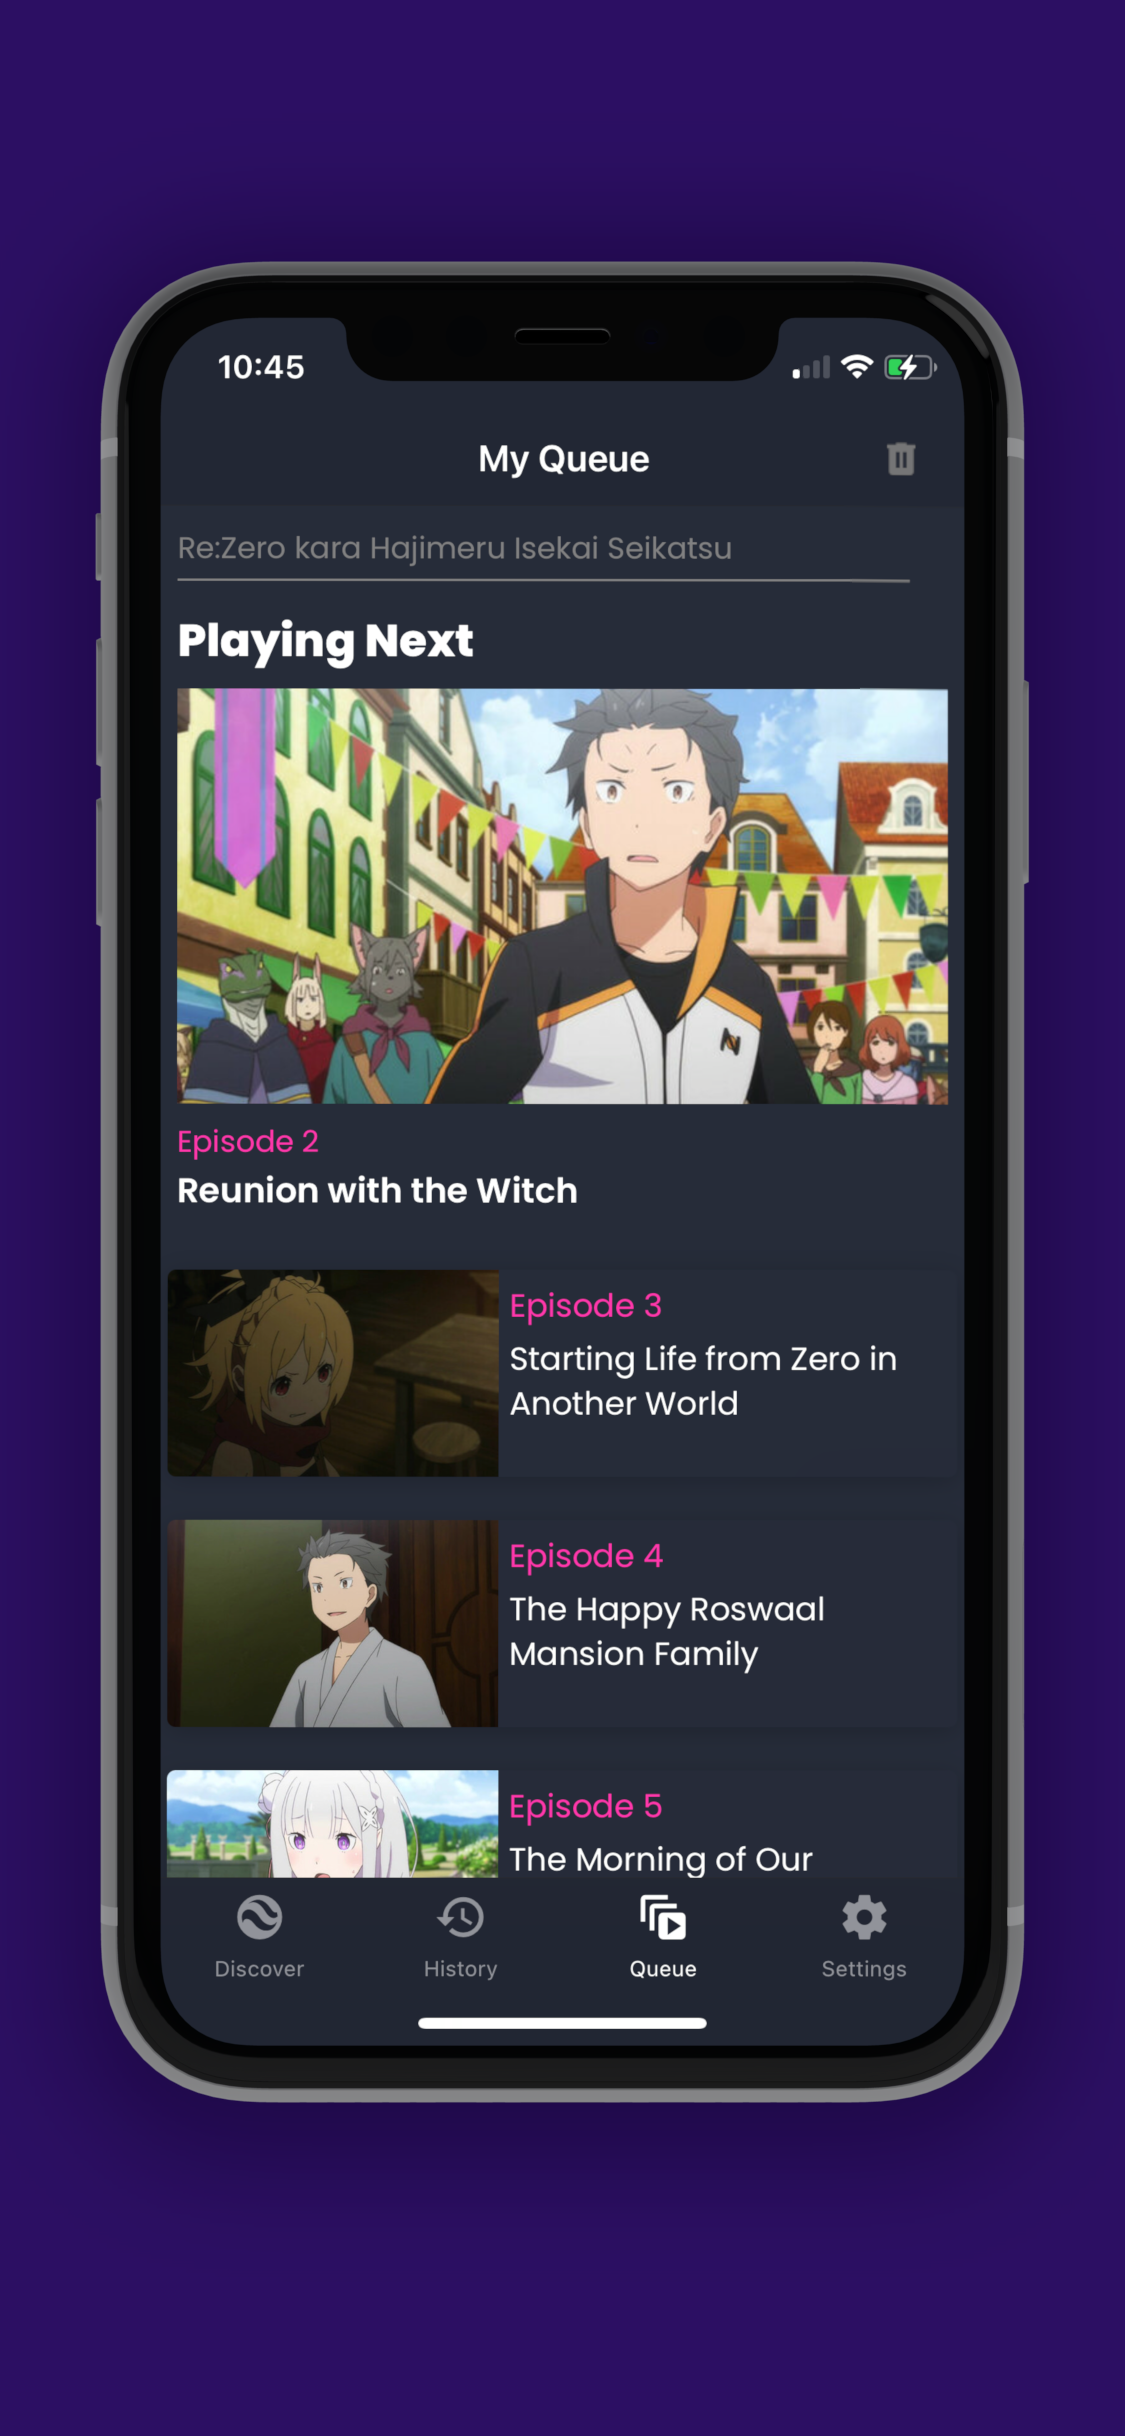 10:45
My Queue
Re:Zero kara Hajimeru Isekai Seikatsu
Playing Next
Episode 2
Reunion with the Witch
Episode 3
Starting Life from Zero in
Another World
Episode 4
The Happy Roswaal
Mansion Family
Episode 5
The Morning of Our
Discover
History
Queue
Settings